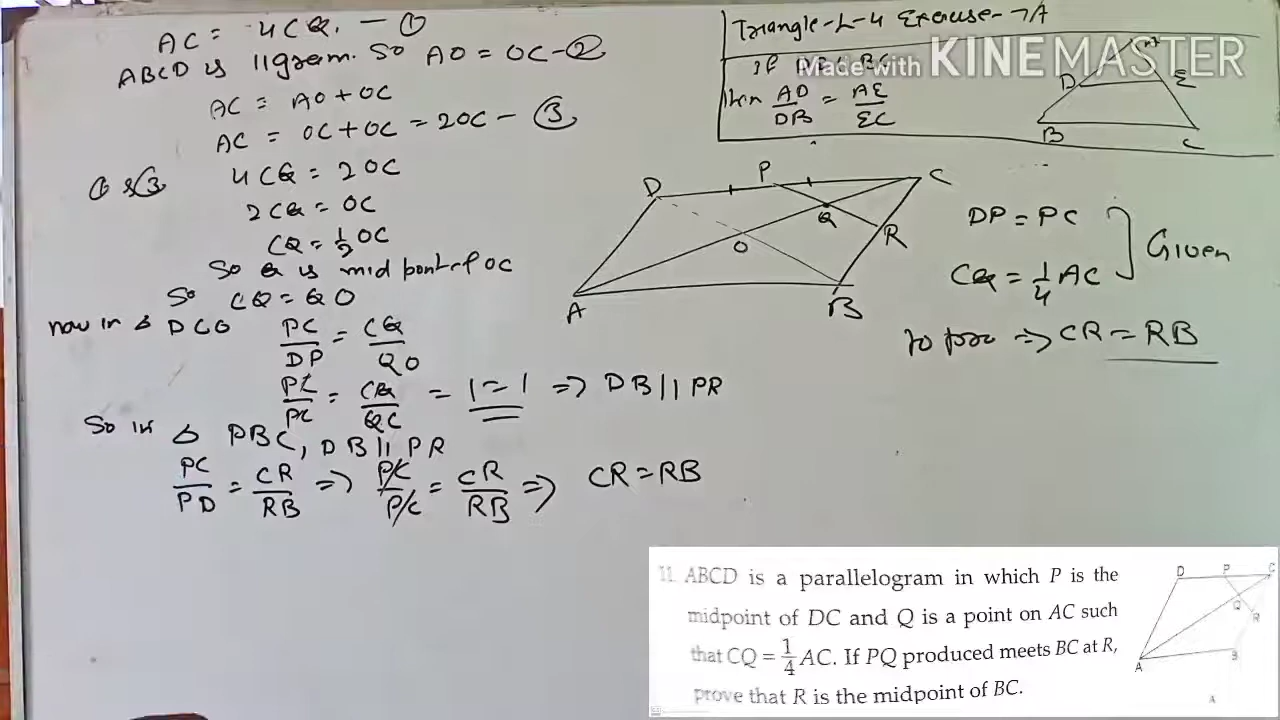 AC = 4CQ. — ①
ABCD is ||gram. So AO = OC — ②
AC = AO + OC
AC = OC + OC = 2OC — ③
① & ③ 4CQ = 2OC
2CQ = OC
CQ = 1/2 OC
So Q is mid point of OC
So CQ = QO
now in Δ DCO PC/DP = CQ/QO
PC/PC = CQ/QC = 1 = 1 => DB || PR
So in Δ DBC, DB || PR
PC/PD = CR/RB => PC/PC = CR/RB => CR = RB
Triangle - L-4 Exercise - 7A
Made with KINEMASTER
If BC
then AD/DB = AE/EC
D E
B C
D P C
Q R
O
A B
DP = PC
CQ = 1/4 AC
Given
=> CR = RB
11. ABCD is a parallelogram in which P is the
midpoint of DC and Q is a point on AC such
that CQ = 1/4 AC. If PQ produced meets BC at R,
prove that R is the midpoint of BC.
D P C
Q
R
A B
A